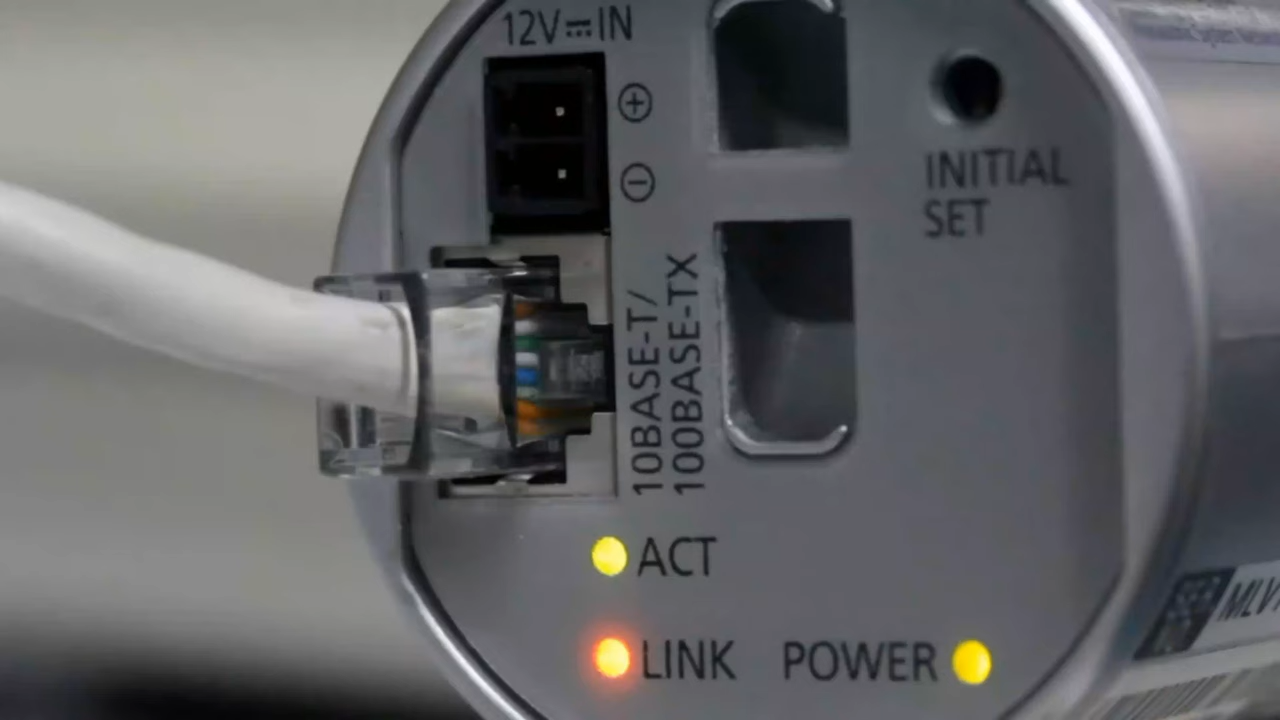 12V⎓IN
⊕
⊖
INITIAL
SET
10BASE-T/
100BASE-TX
ACT
LINK
POWER